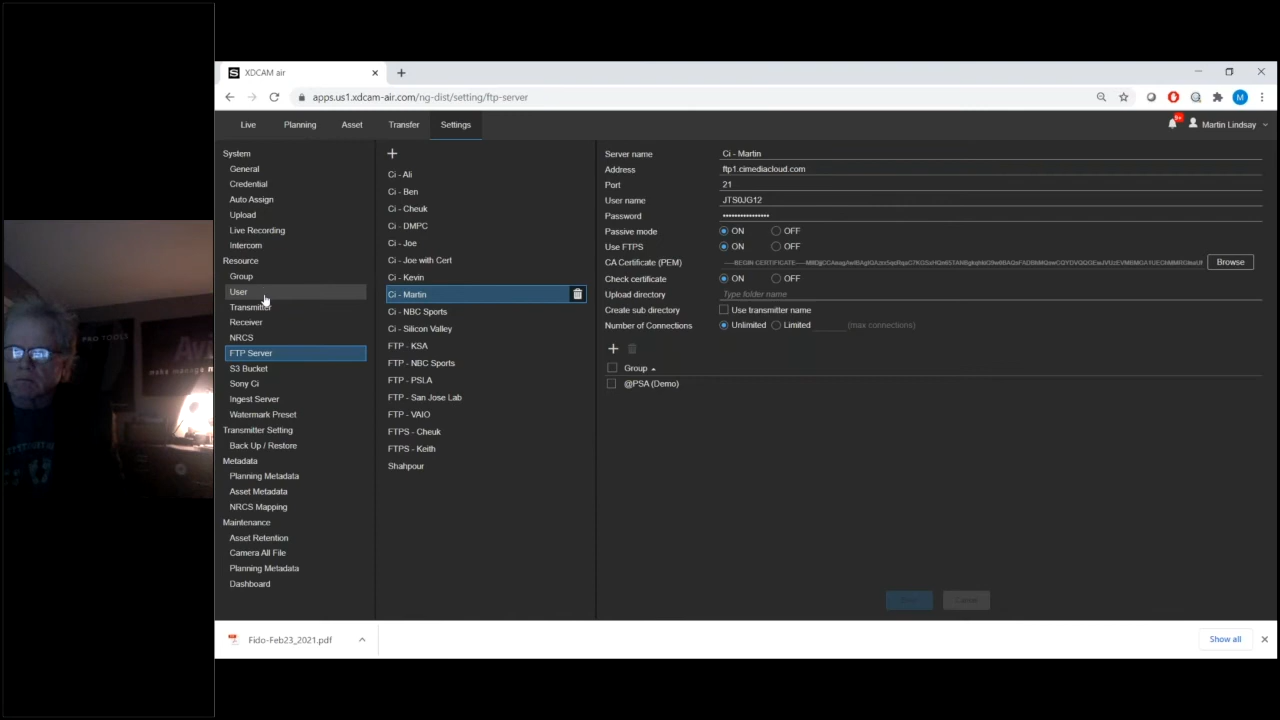 XDCAM air
apps.us1.xdcam-air.com/ng-dist/setting/ftp-server
M
Live Planning Asset Transfer Settings
9+ Martin Lindsay
System
General
Credential
Auto Assign
Upload
Live Recording
Intercom
Resource
Group
User
Transmitter
Receiver
NRCS
FTP Server
S3 Bucket
Sony Ci
Ingest Server
Watermark Preset
Transmitter Setting
Back Up / Restore
Metadata
Planning Metadata
Asset Metadata
NRCS Mapping
Maintenance
Asset Retention
Camera All File
Planning Metadata
Dashboard
Ci - Ali
Ci - Ben
Ci - Cheuk
Ci - DMPC
Ci - Joe
Ci - Joe with Cert
Ci - Kevin
Ci - Martin
Ci - NBC Sports
Ci - Silicon Valley
FTP - KSA
FTP - NBC Sports
FTP - PSLA
FTP - San Jose Lab
FTP - VAIO
FTPS - Cheuk
FTPS - Keith
Shahpour
Server name Ci - Martin
Address ftp1.cimediacloud.com
Port 21
User name JTS0JG12
Password ••••••••••••••••
Passive mode ON OFF
Use FTPS ON OFF
CA Certificate (PEM) -----BEGIN CERTIFICATE----- Browse
Check certificate ON OFF
Upload directory Type folder name
Create sub directory Use transmitter name
Number of Connections Unlimited Limited (max connections)
Group
@PSA (Demo)
Cancel
Fido-Feb23_2021.pdf
Show all
PRO TOOLS